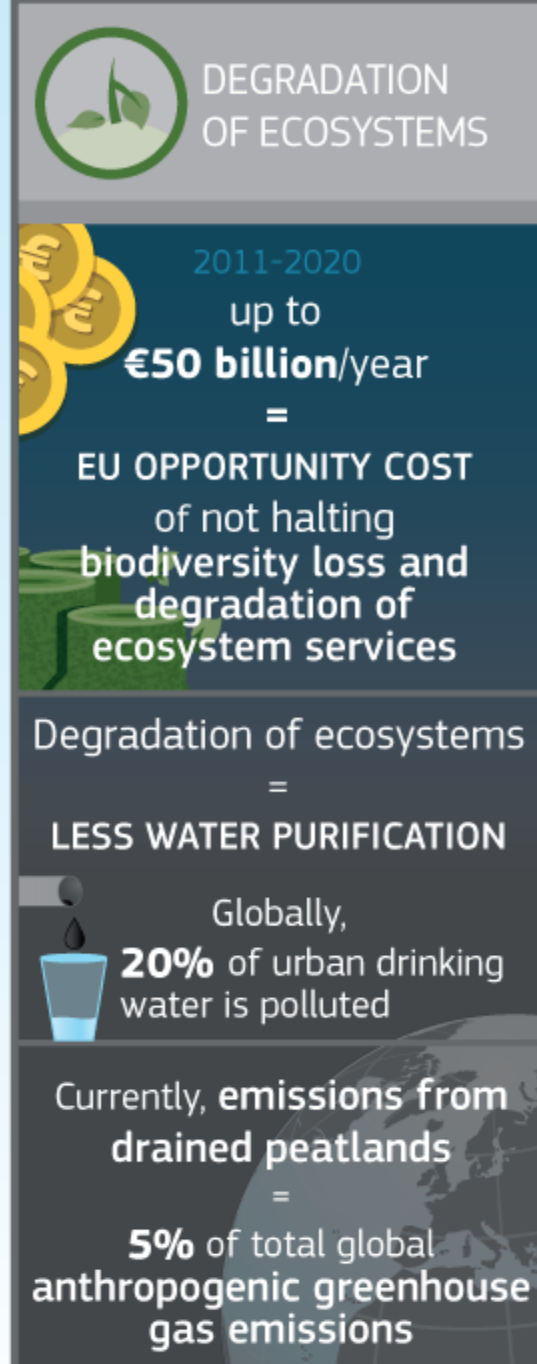 DEGRADATION
OF ECOSYSTEMS
2011-2020
up to
€50 billion/year
=
EU OPPORTUNITY COST
of not halting
biodiversity loss and
degradation of
ecosystem services
Degradation of ecosystems
=
LESS WATER PURIFICATION
Globally,
20% of urban drinking
water is polluted
Currently, emissions from
drained peatlands
=
5% of total global
anthropogenic greenhouse
gas emissions